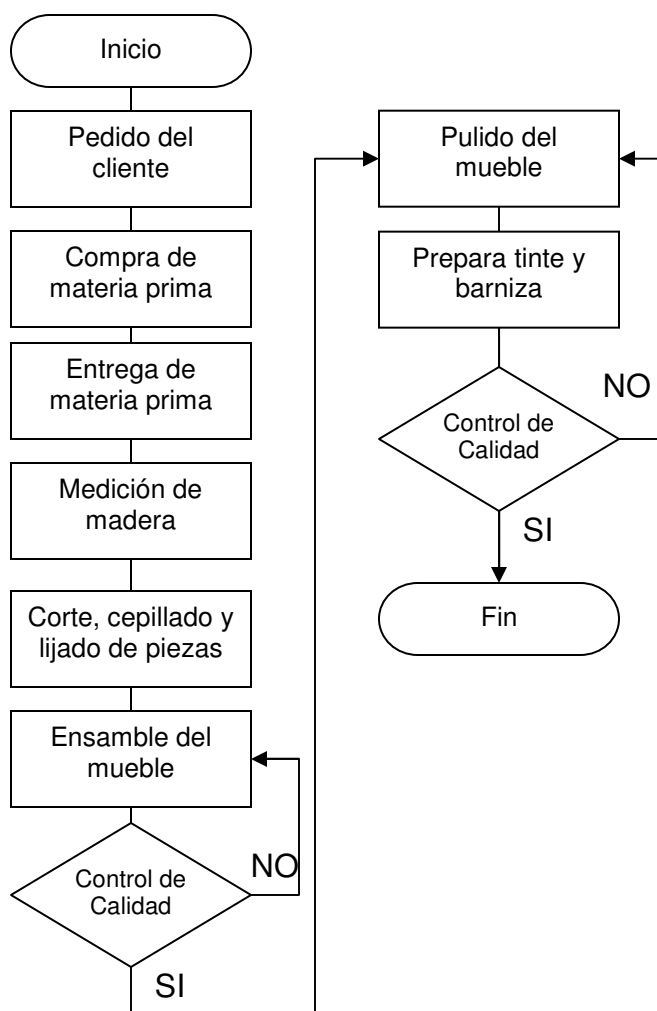 Inicio
Pedido del
cliente
Compra de
materia prima
Entrega de
materia prima
Medición de
madera
Corte, cepillado y
lijado de piezas
Ensamble del
mueble
Control de
Calidad
NO
SI
Pulido del
mueble
Prepara tinte y
barniza
Control de
Calidad
NO
SI
Fin